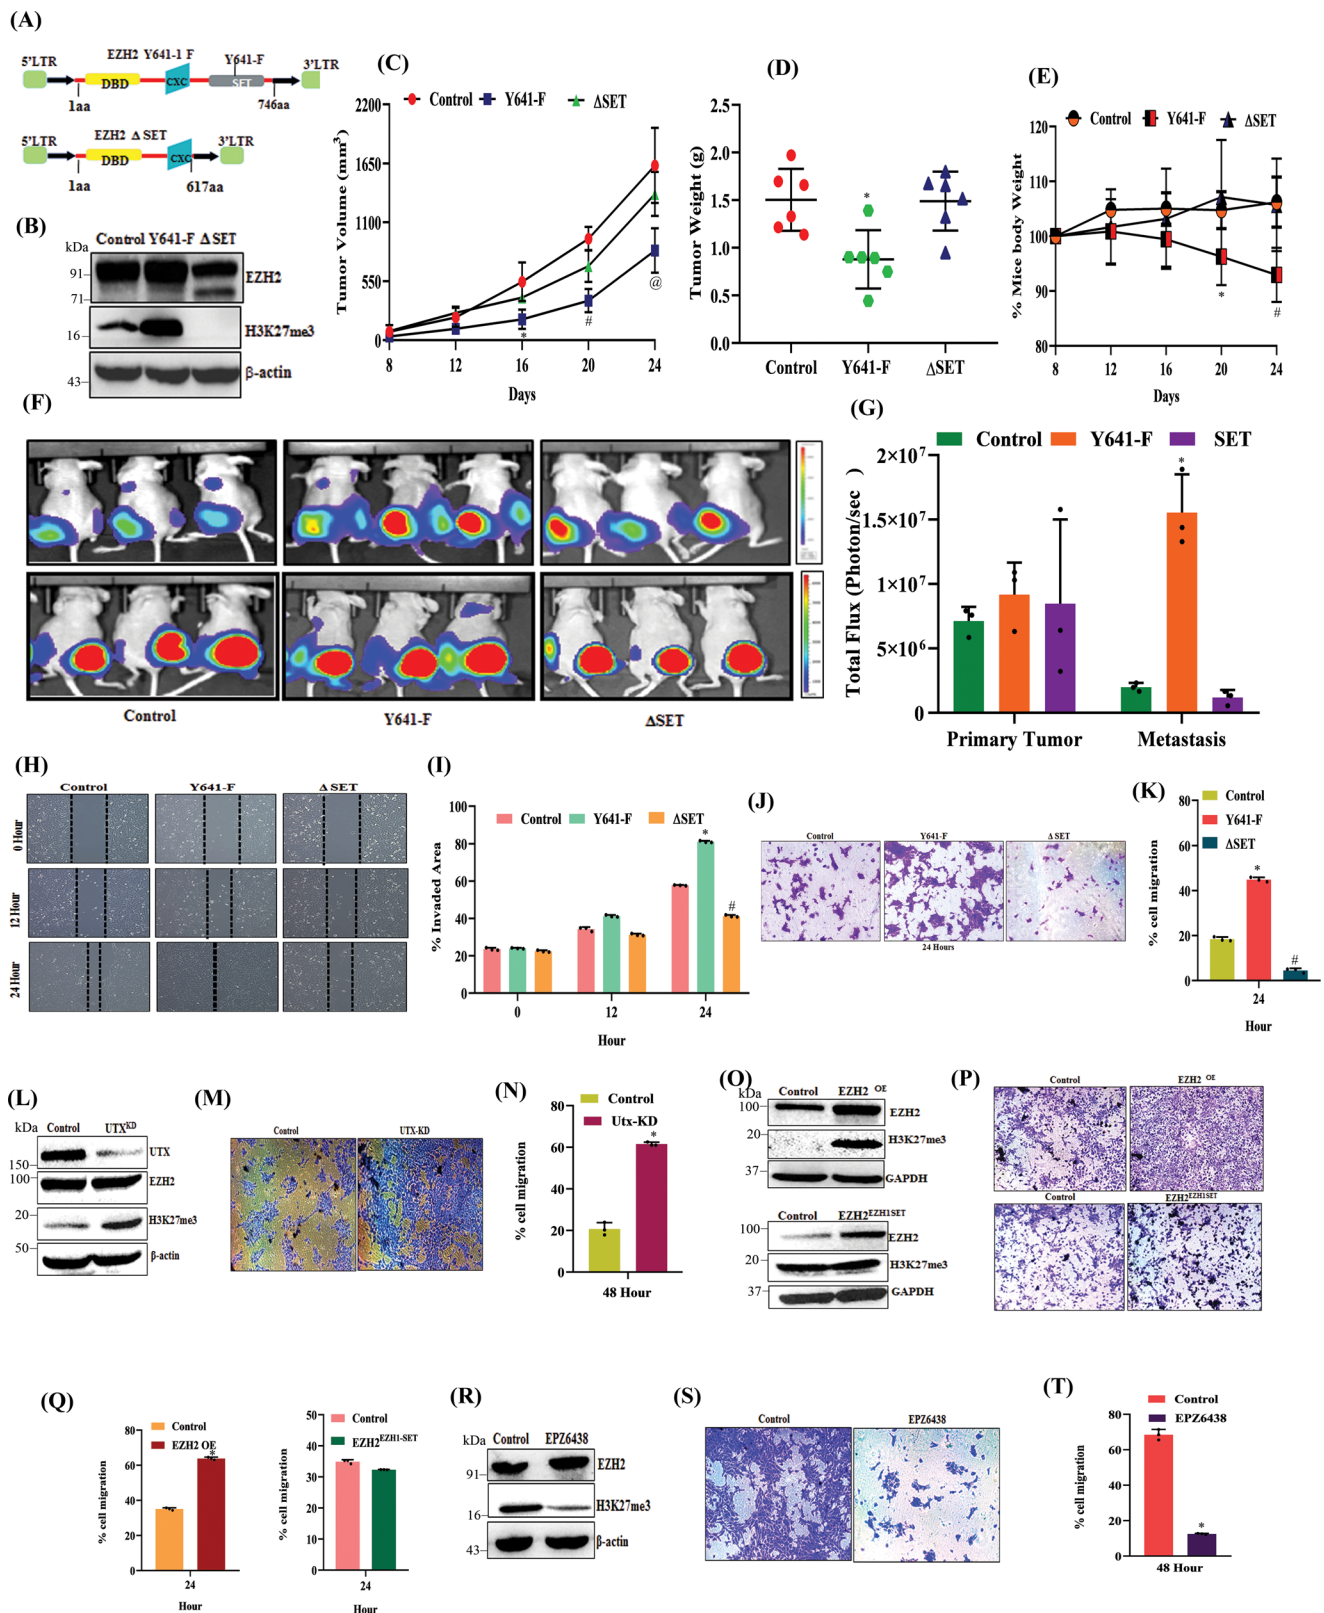 (A)
EZH2 Y641-1 F
Y641-F
5'LTR
3'LTR
DBD
CXC
SET
1aa
746aa
EZH2 Δ SET
5'LTR
3'LTR
DBD
CXC
1aa
617aa
(B)
kDa
Control Y641-F Δ SET
91
EZH2
71
H3K27me3
16
β-actin
43
(C)
Control Y641-F ΔSET
Tumor Volume (mm3)
2200
1650
1100
550
0
* # @
8 12 16 20 24
Days
(D)
Tumor Weight (g)
2.5
2.0
1.5
1.0
0.5
0.0
*
Control Y641-F ΔSET
(E)
Control Y641-F ΔSET
% Mice body Weight
120
110
100
90
80
* #
8 12 16 20 24
Days
(F)
Control Y641-F ΔSET
(G)
Control Y641-F SET
Total Flux (Photon/sec )
2×10^7
1.5×10^7
1×10^7
5×10^6
0
*
Primary Tumor Metastasis
(H)
Control Y641-F Δ SET
0 Hour
12 Hour
24 Hour
(I)
Control Y641-F ΔSET
% Invaded Area
100
80
60
40
20
0
* #
0 12 24
Hour
(J)
Control Y641-F Δ SET
24 Hours
(K)
Control
Y641-F
ΔSET
% cell migration
80
60
40
20
0
* #
24
Hour
(L)
kDa
Control UTXKD
UTX
150
100
EZH2
20
H3K27me3
50
β-actin
(M)
Control UTX-KD
(N)
Control
Utx-KD
% cell migration
80
60
40
20
0
*
48 Hour
(O)
kDa
Control EZH2 OE
100
EZH2
20
H3K27me3
37
GAPDH
Control EZH2EZH1SET
100
EZH2
20
H3K27me3
37
GAPDH
(P)
Control EZH2 OE
Control EZH2EZH1SET
(Q)
Control
EZH2 OE
% cell migration
80
60
40
20
0
*
24
Hour
Control
EZH2EZH1-SET
% cell migration
50
40
30
20
10
0
24
Hour
(R)
kDa
Control EPZ6438
EZH2
91
H3K27me3
16
β-actin
43
(S)
Control EPZ6438
(T)
Control
EPZ6438
% cell migration
80
60
40
20
0
*
48 Hour